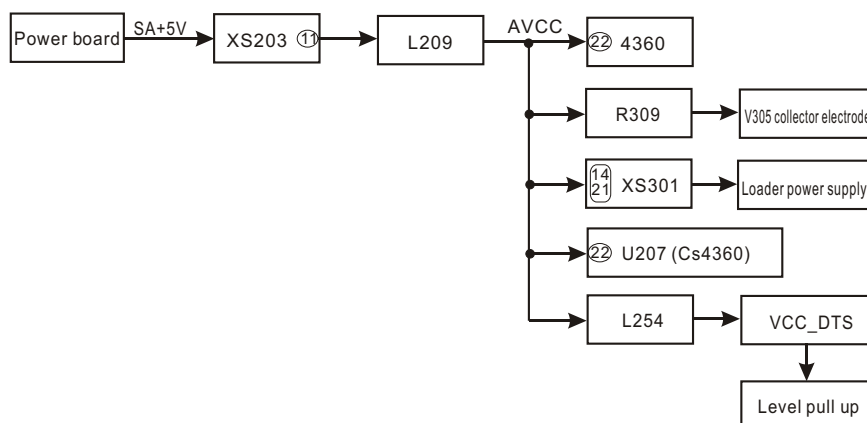 Power board
SA+5V
XS203 11
L209
AVCC
22 4360
R309
V305 collector electrode
14
21
XS301
Loader power supply
22 U207 (Cs4360)
L254
VCC_DTS
Level pull up